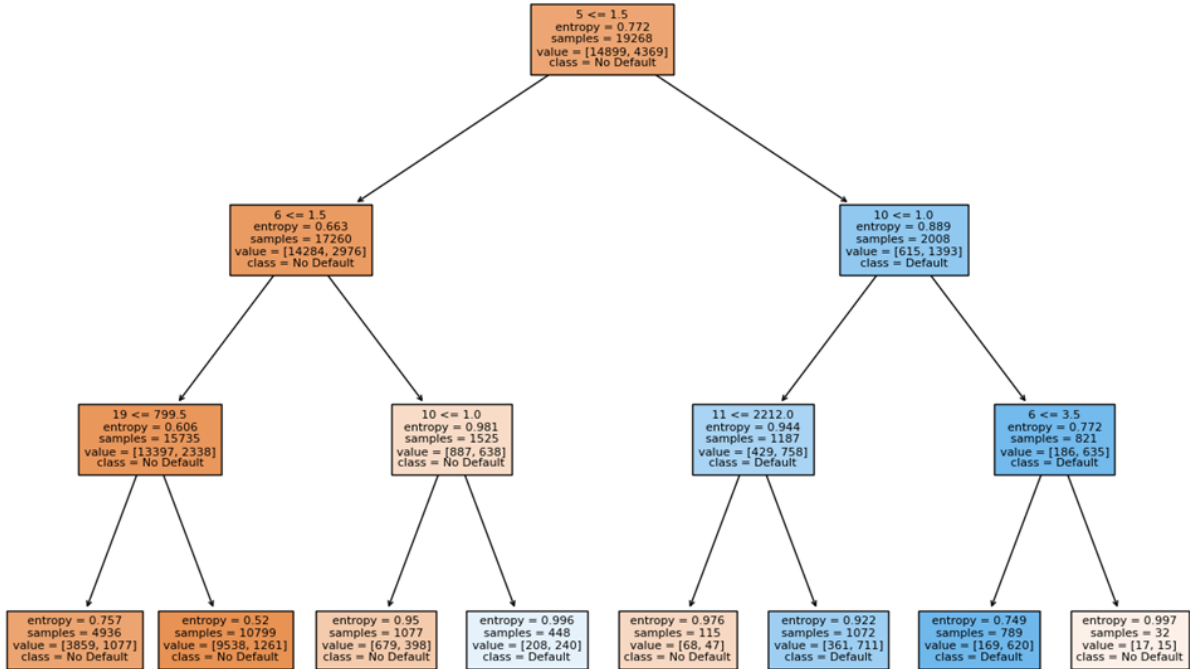 5 <= 1.5
entropy = 0.772
samples = 19268
value = [14899, 4369]
class = No Default
6 <= 1.5
entropy = 0.663
samples = 17260
value = [14284, 2976]
class = No Default
10 <= 1.0
entropy = 0.889
samples = 2008
value = [615, 1393]
class = Default
19 <= 799.5
entropy = 0.606
samples = 15735
value = [13397, 2338]
class = No Default
10 <= 1.0
entropy = 0.981
samples = 1525
value = [887, 638]
class = No Default
11 <= 2212.0
entropy = 0.944
samples = 1187
value = [429, 758]
class = Default
6 <= 3.5
entropy = 0.772
samples = 821
value = [186, 635]
class = Default
entropy = 0.757
samples = 4936
value = [3859, 1077]
class = No Default
entropy = 0.52
samples = 10799
value = [9538, 1261]
class = No Default
entropy = 0.95
samples = 1077
value = [679, 398]
class = No Default
entropy = 0.996
samples = 448
value = [208, 240]
class = Default
entropy = 0.976
samples = 115
value = [68, 47]
class = No Default
entropy = 0.922
samples = 1072
value = [361, 711]
class = Default
entropy = 0.749
samples = 789
value = [169, 620]
class = Default
entropy = 0.997
samples = 32
value = [17, 15]
class = No Default